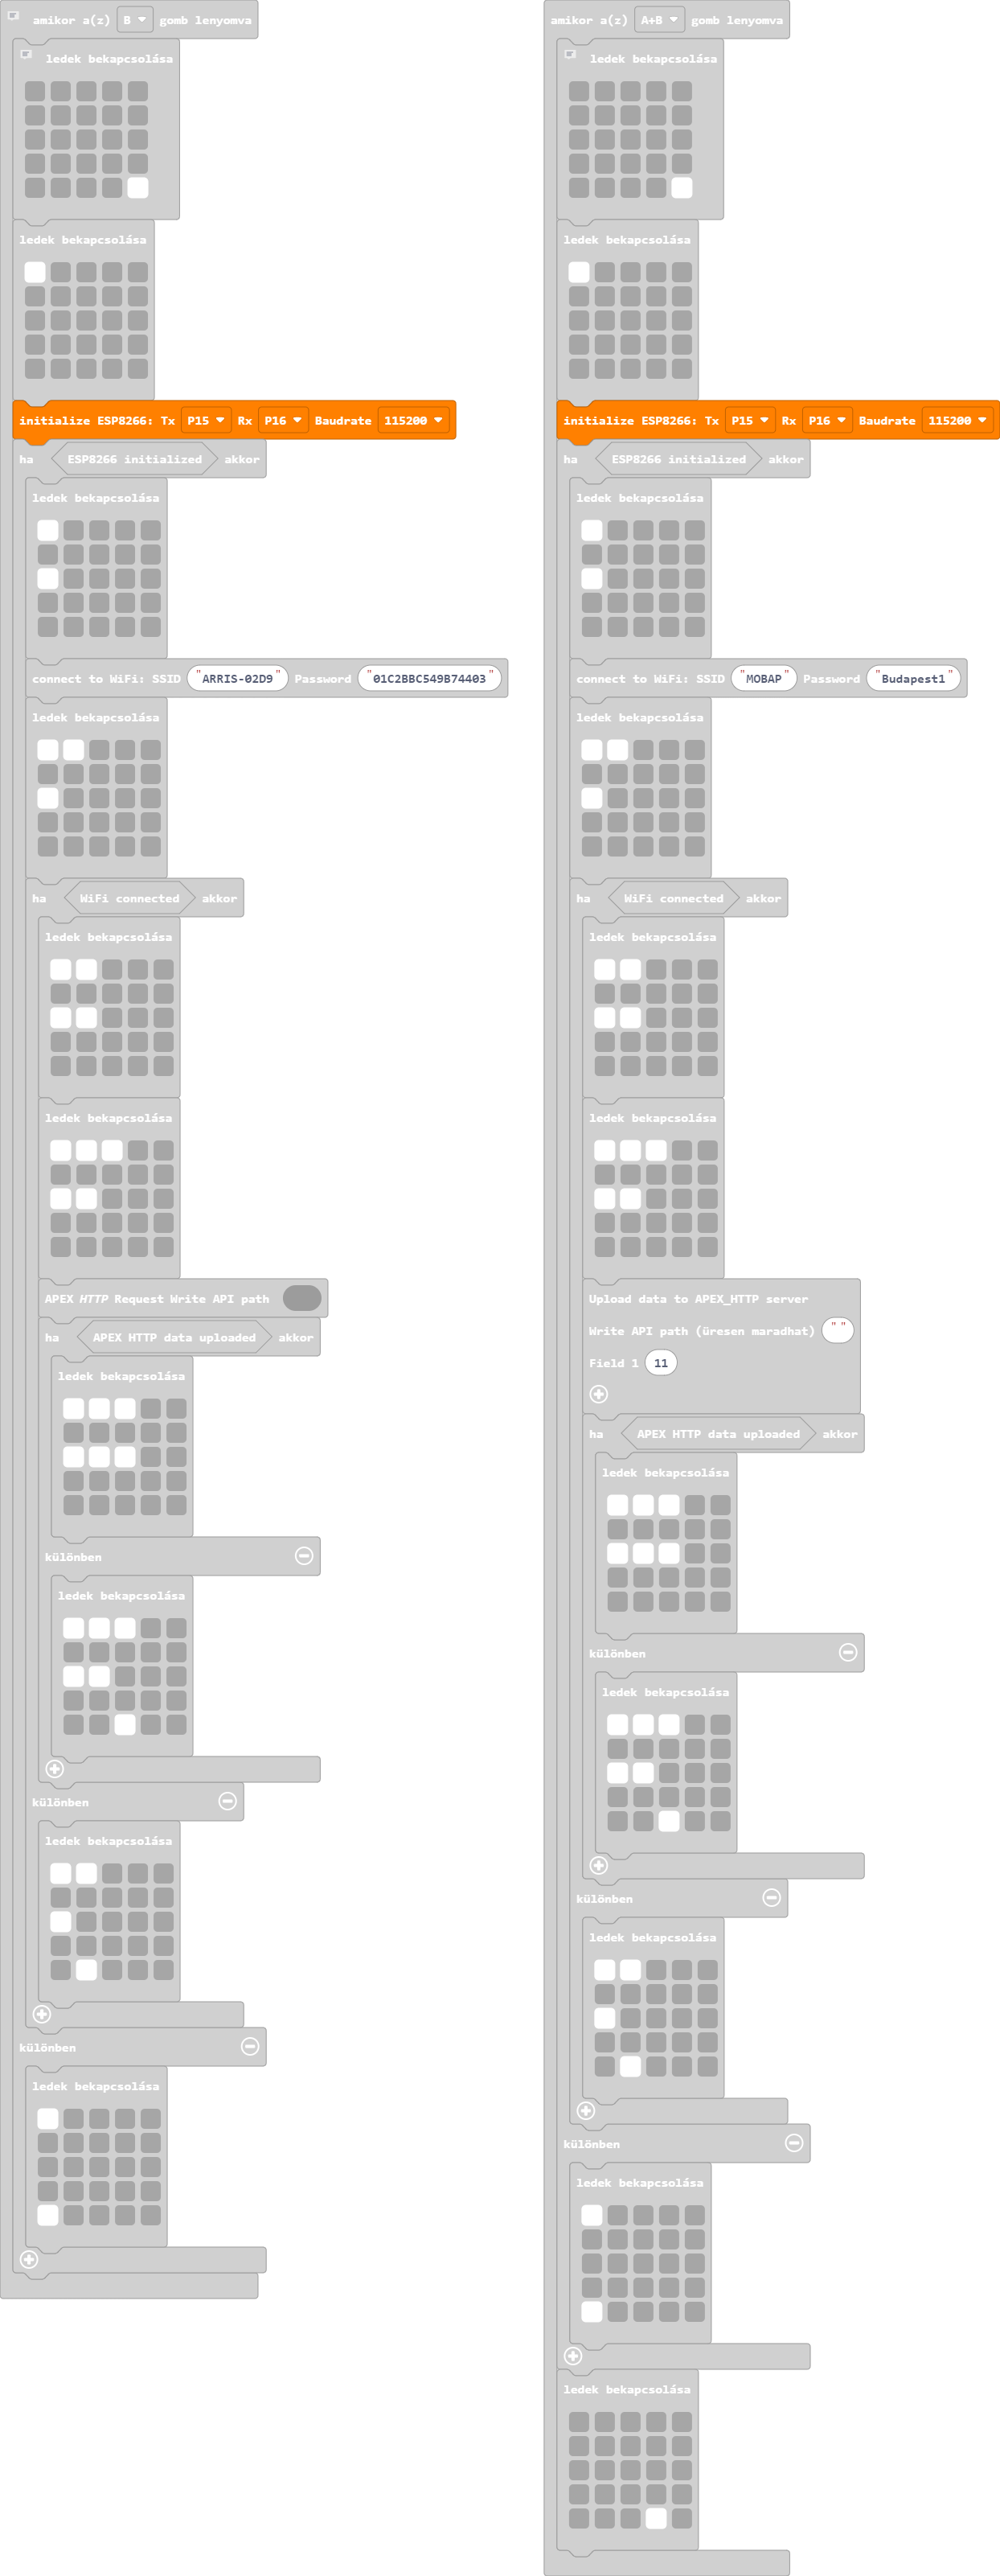 amikor a(z) B gomb lenyomva
ledek bekapcsolása
ledek bekapcsolása
initialize ESP8266: Tx P15 Rx P16 Baudrate 115200
ha ESP8266 initialized akkor
ledek bekapcsolása
connect to WiFi: SSID "ARRIS-02D9" Password "01C2BBC549B74403"
ledek bekapcsolása
ha WiFi connected akkor
ledek bekapcsolása
ledek bekapcsolása
APEX HTTP Request Write API path
ha APEX HTTP data uploaded akkor
ledek bekapcsolása
különben
ledek bekapcsolása
különben
ledek bekapcsolása
különben
ledek bekapcsolása
amikor a(z) A+B gomb lenyomva
ledek bekapcsolása
ledek bekapcsolása
initialize ESP8266: Tx P15 Rx P16 Baudrate 115200
ha ESP8266 initialized akkor
ledek bekapcsolása
connect to WiFi: SSID "MOBAP" Password "Budapest1"
ledek bekapcsolása
ha WiFi connected akkor
ledek bekapcsolása
ledek bekapcsolása
Upload data to APEX_HTTP server
Write API path (üresen maradhat) " "
Field 1 11
ha APEX HTTP data uploaded akkor
ledek bekapcsolása
különben
ledek bekapcsolása
különben
ledek bekapcsolása
különben
ledek bekapcsolása
ledek bekapcsolása